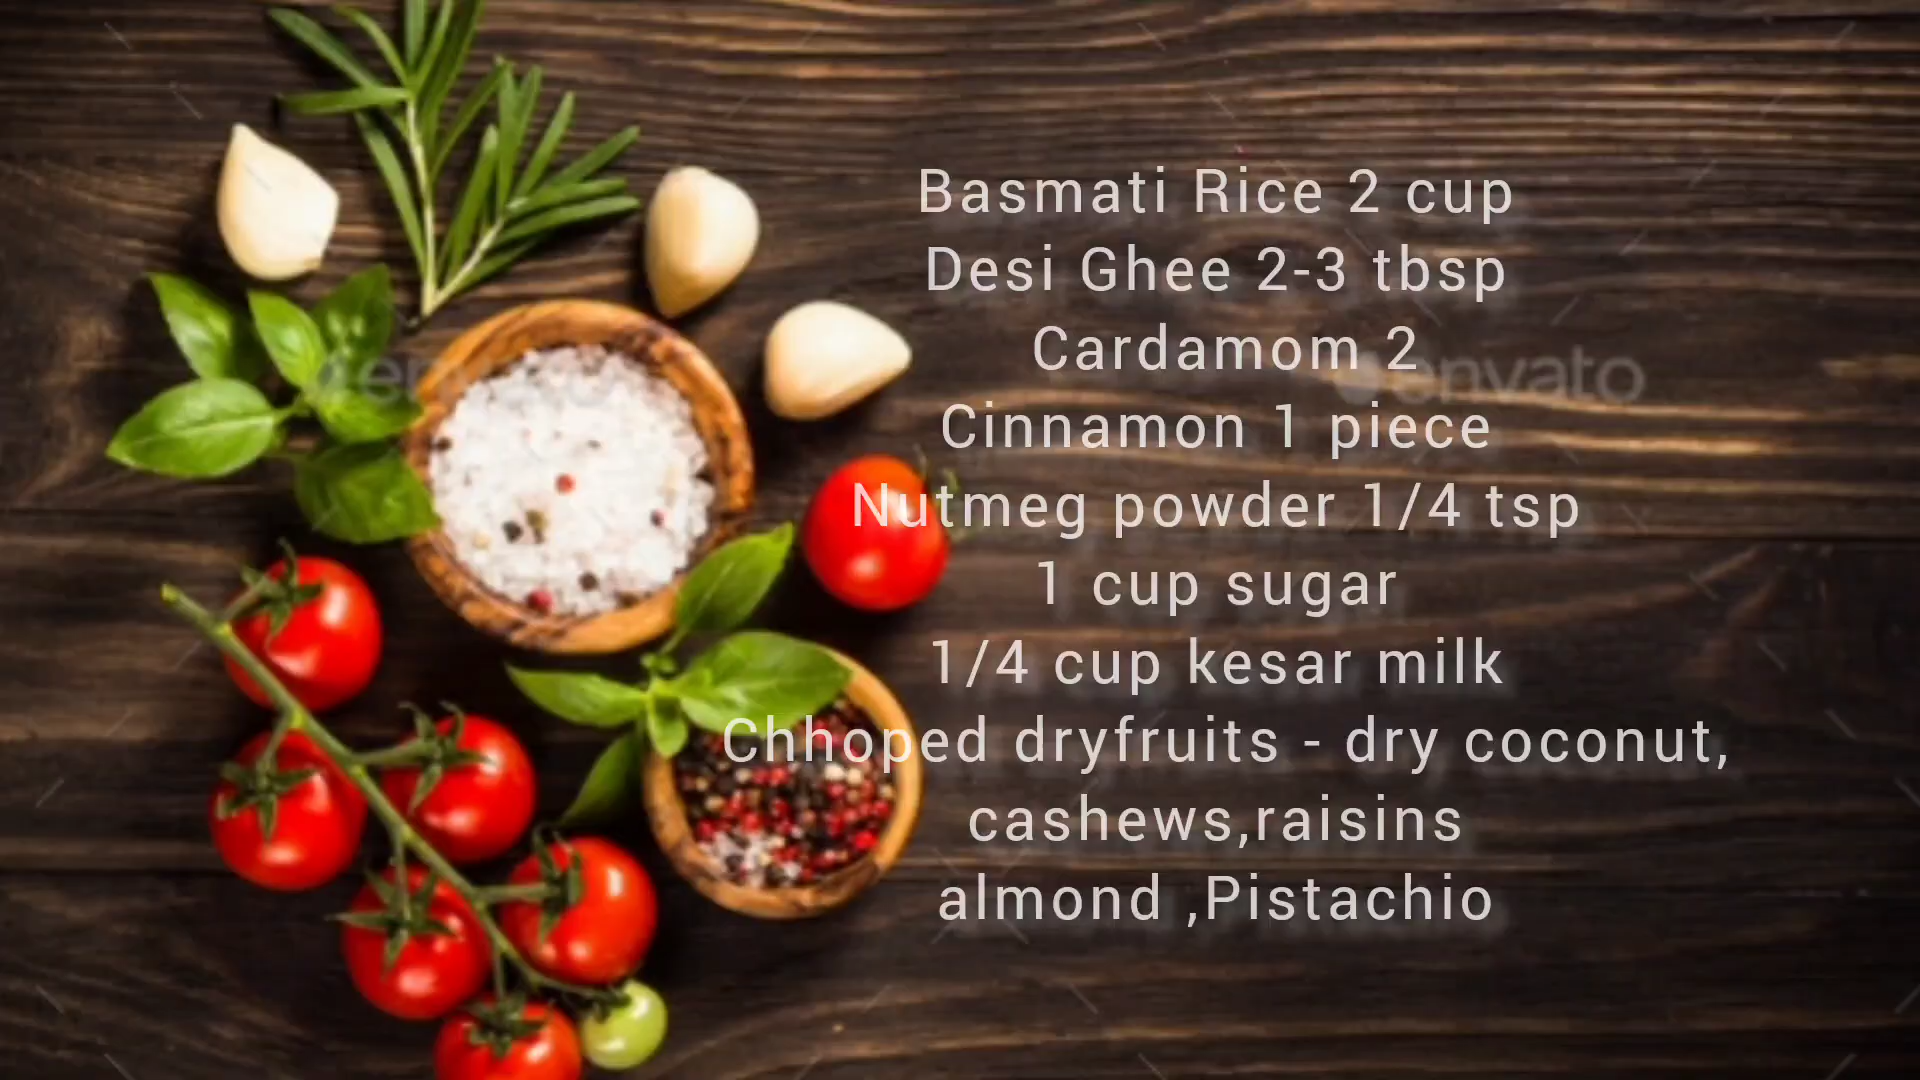 Basmati Rice 2 cup
Desi Ghee 2-3 tbsp
Cardamom 2
envato
Cinnamon 1 piece
Nutmeg powder 1/4 tsp
1 cup sugar
1/4 cup kesar milk
Chhoped dryfruits - dry coconut,
cashews,raisins
almond ,Pistachio